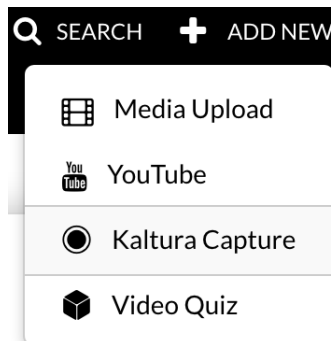 SEARCH ADD NEW
Media Upload
You Tube YouTube
Kaltura Capture
Video Quiz